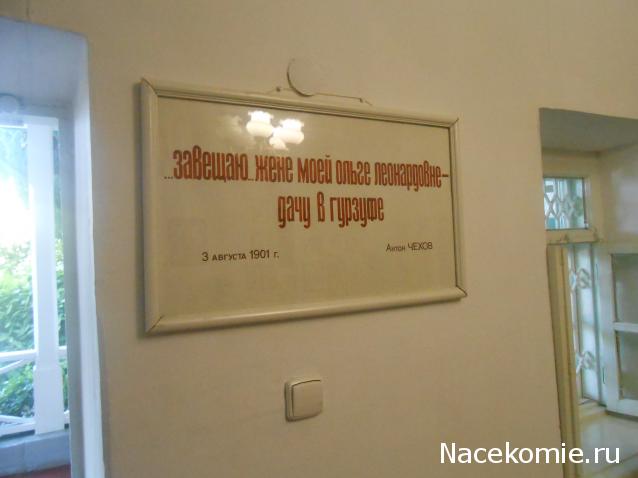 ...завещаю..жене моей ольге леонардовне-
дачу в гурзуфе
3 АВГУСТА 1901 г.
Антон ЧЕХОВ
Nacekomie.ru